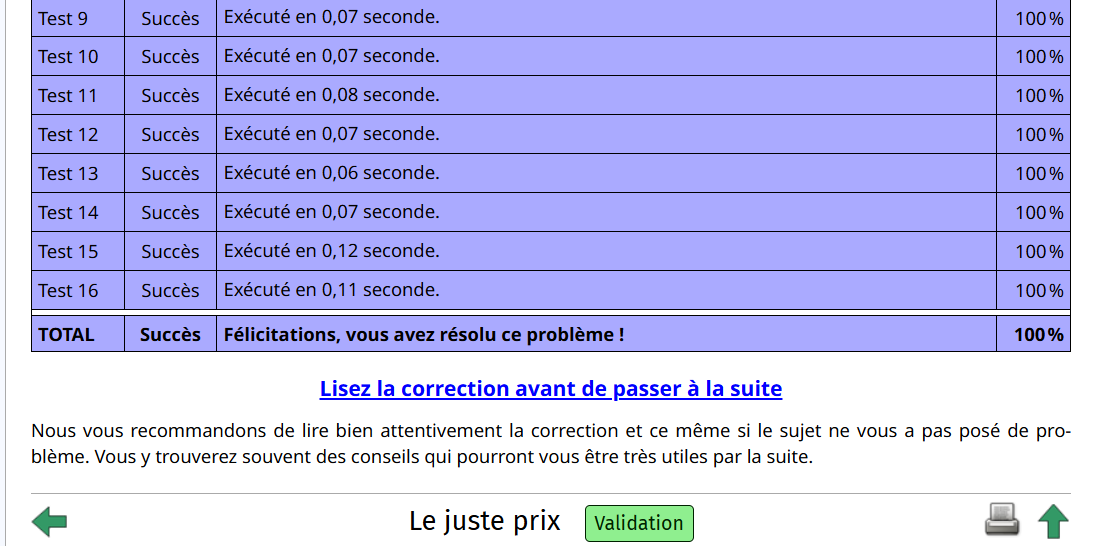 Test 9 Succès Exécuté en 0,07 seconde. 100 %
Test 10 Succès Exécuté en 0,07 seconde. 100 %
Test 11 Succès Exécuté en 0,08 seconde. 100 %
Test 12 Succès Exécuté en 0,07 seconde. 100 %
Test 13 Succès Exécuté en 0,06 seconde. 100 %
Test 14 Succès Exécuté en 0,07 seconde. 100 %
Test 15 Succès Exécuté en 0,12 seconde. 100 %
Test 16 Succès Exécuté en 0,11 seconde. 100 %
TOTAL Succès Félicitations, vous avez résolu ce problème ! 100 %
Lisez la correction avant de passer à la suite
Nous vous recommandons de lire bien attentivement la correction et ce même si le sujet ne vous a pas posé de pro-
blème. Vous y trouverez souvent des conseils qui pourront vous être très utiles par la suite.
Le juste prix Validation